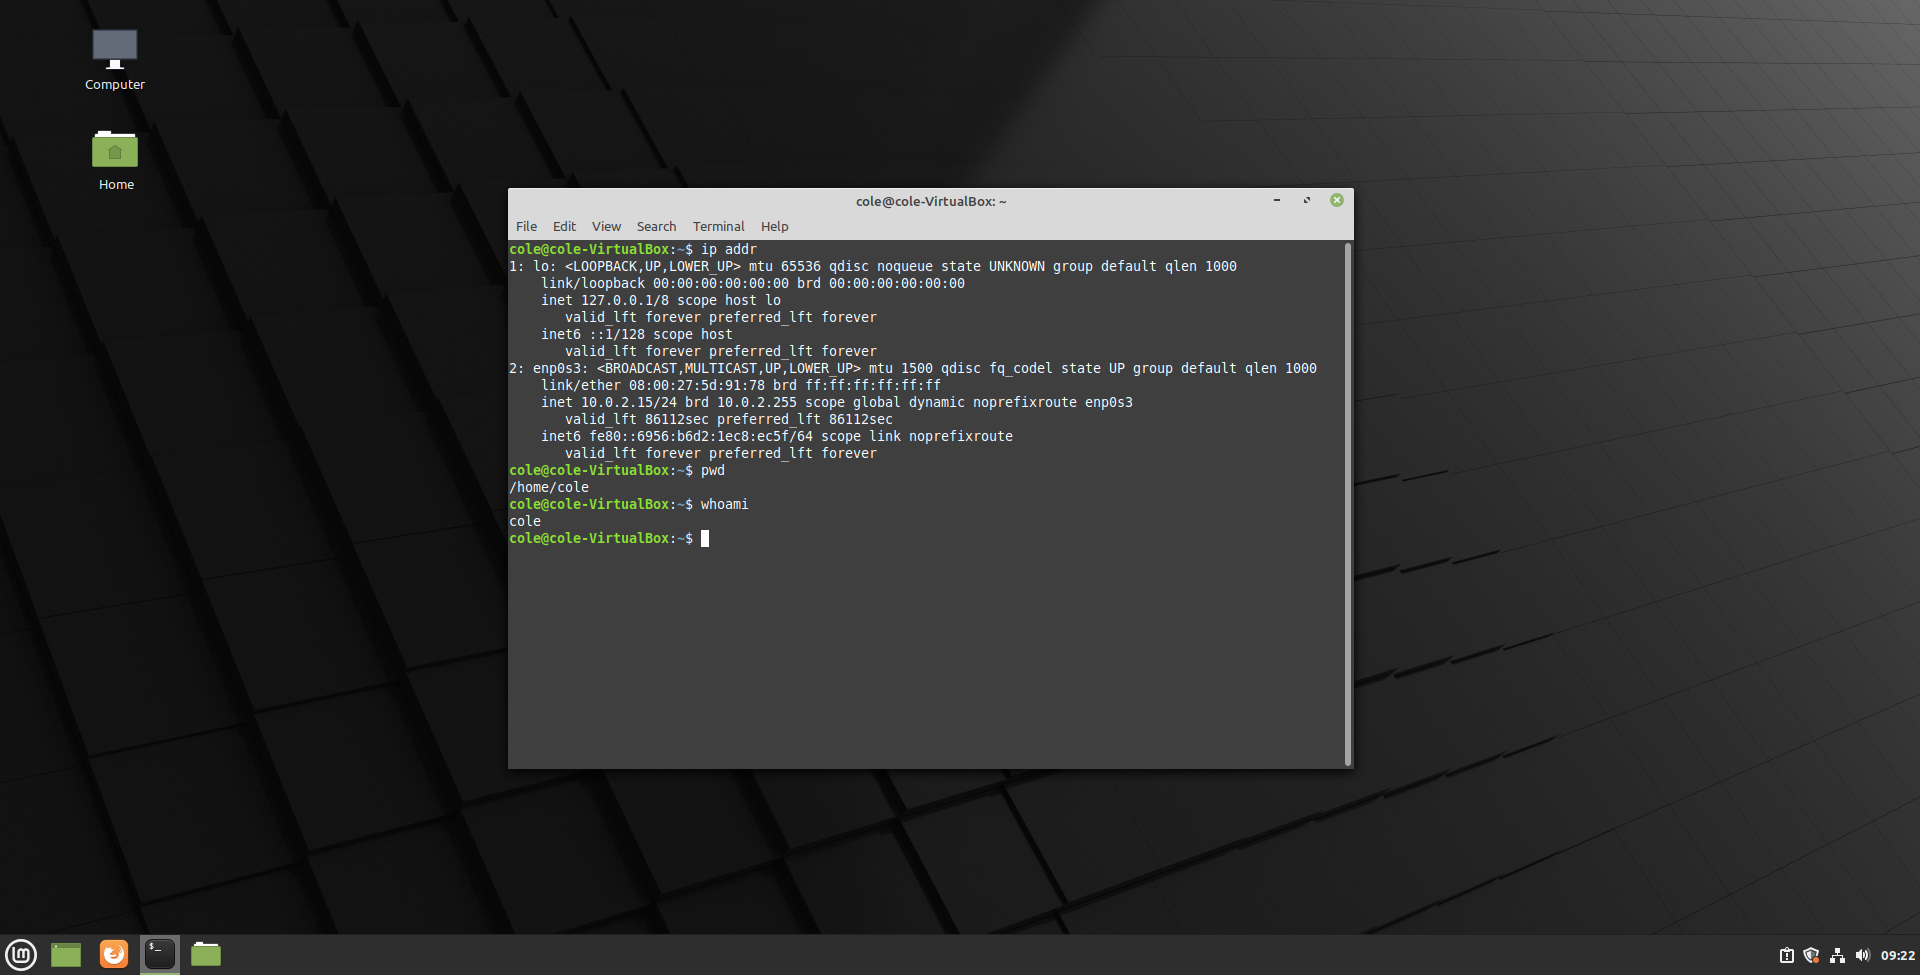 Computer
Home
cole@cole-VirtualBox: ~
File Edit View Search Terminal Help
cole@cole-VirtualBox:~$ ip addr
1: lo: <LOOPBACK,UP,LOWER_UP> mtu 65536 qdisc noqueue state UNKNOWN group default qlen 1000
    link/loopback 00:00:00:00:00:00 brd 00:00:00:00:00:00
    inet 127.0.0.1/8 scope host lo
       valid_lft forever preferred_lft forever
    inet6 ::1/128 scope host
       valid_lft forever preferred_lft forever
2: enp0s3: <BROADCAST,MULTICAST,UP,LOWER_UP> mtu 1500 qdisc fq_codel state UP group default qlen 1000
    link/ether 08:00:27:5d:91:78 brd ff:ff:ff:ff:ff:ff
    inet 10.0.2.15/24 brd 10.0.2.255 scope global dynamic noprefixroute enp0s3
       valid_lft 86112sec preferred_lft 86112sec
    inet6 fe80::6956:b6d2:1ec8:ec5f/64 scope link noprefixroute
       valid_lft forever preferred_lft forever
cole@cole-VirtualBox:~$ pwd
/home/cole
cole@cole-VirtualBox:~$ whoami
cole
cole@cole-VirtualBox:~$
$_
09:22